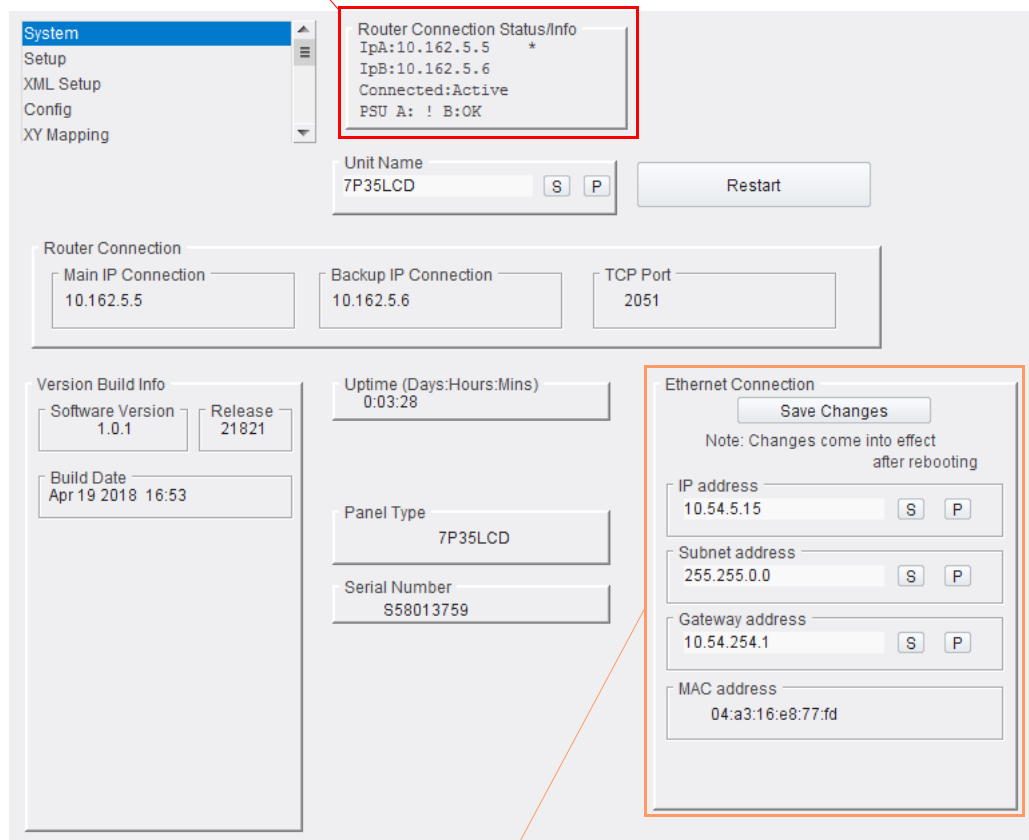 System
Setup
XML Setup
Config
XY Mapping
Router Connection Status/Info
IpA:10.162.5.5 *
IpB:10.162.5.6
Connected:Active
PSU A: ! B:OK
Unit Name
7P35LCD S P
Restart
Router Connection
Main IP Connection
10.162.5.5
Backup IP Connection
10.162.5.6
TCP Port
2051
Version Build Info
Software Version
1.0.1
Release
21821
Build Date
Apr 19 2018 16:53
Uptime (Days:Hours:Mins)
0:03:28
Panel Type
7P35LCD
Serial Number
S58013759
Ethernet Connection
Save Changes
Note: Changes come into effect
after rebooting
IP address
10.54.5.15 S P
Subnet address
255.255.0.0 S P
Gateway address
10.54.254.1 S P
MAC address
04:a3:16:e8:77:fd